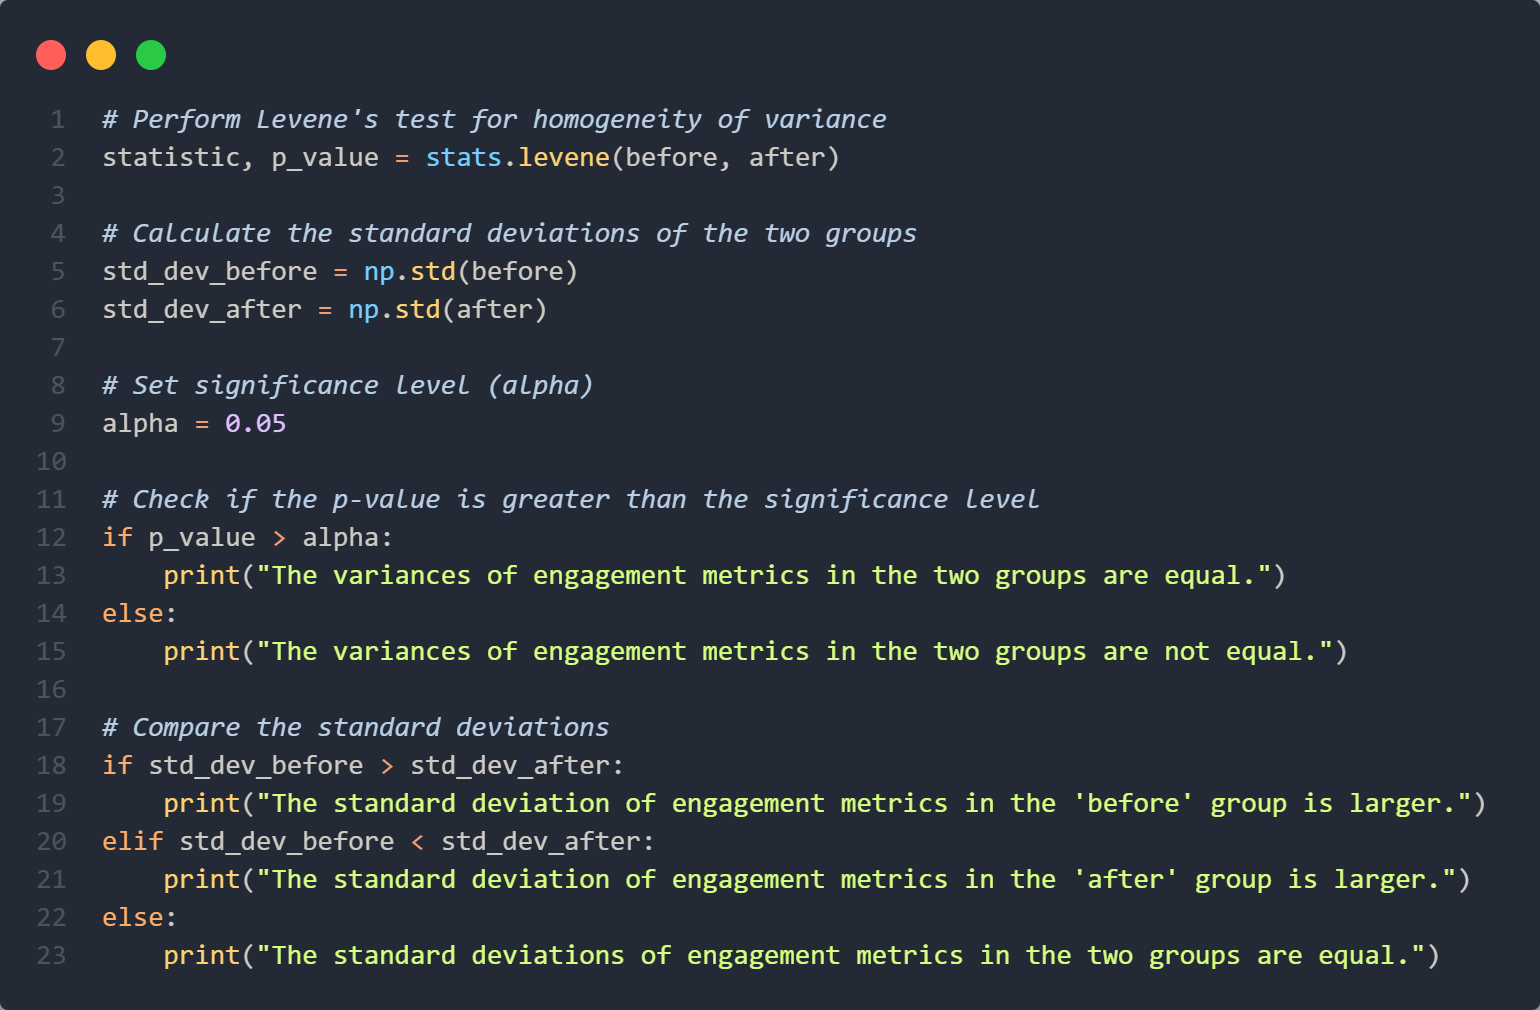 1 # Perform Levene's test for homogeneity of variance
2 statistic, p_value = stats.levene(before, after)
3
4 # Calculate the standard deviations of the two groups
5 std_dev_before = np.std(before)
6 std_dev_after = np.std(after)
7
8 # Set significance level (alpha)
9 alpha = 0.05
10
11 # Check if the p-value is greater than the significance level
12 if p_value > alpha:
13     print("The variances of engagement metrics in the two groups are equal.")
14 else:
15     print("The variances of engagement metrics in the two groups are not equal.")
16
17 # Compare the standard deviations
18 if std_dev_before > std_dev_after:
19     print("The standard deviation of engagement metrics in the 'before' group is larger.")
20 elif std_dev_before < std_dev_after:
21     print("The standard deviation of engagement metrics in the 'after' group is larger.")
22 else:
23     print("The standard deviations of engagement metrics in the two groups are equal.")